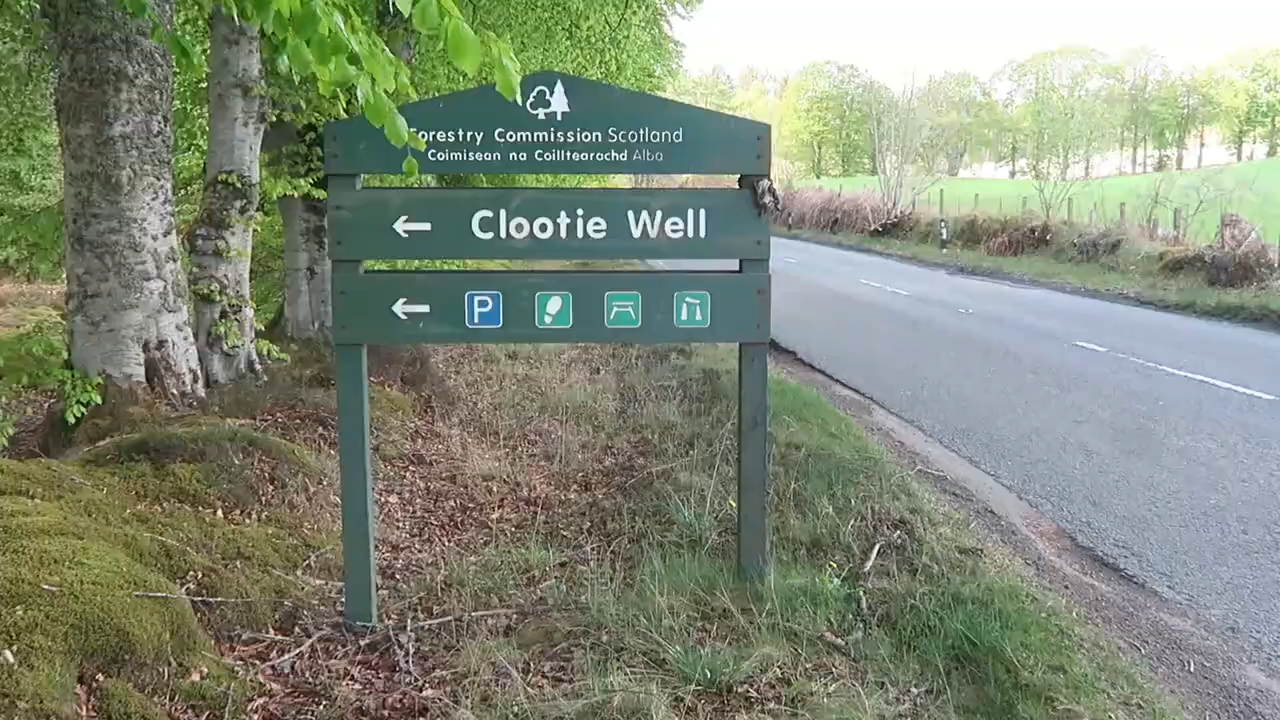 Forestry Commission Scotland
Coimisean na Coilltearachd Alba
← Clootie Well
← P